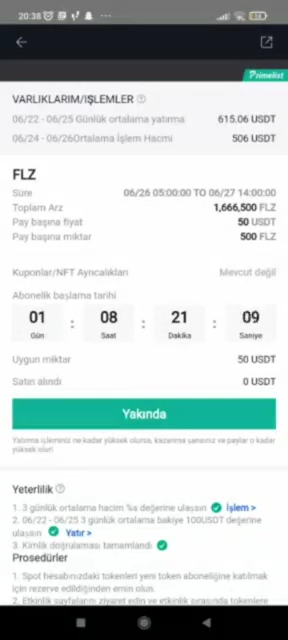 20:38
Primelist
VARLIKLARIM/İŞLEMLER
06/22 - 06/25 Günlük ortalama yatırma 615.06 USDT
06/24 - 06/26Ortalama İşlem Hacmi 506 USDT
FLZ
Süre 06/26 05:00:00 TO 06/27 14:00:00
Toplam Arz 1,666,500 FLZ
Pay başına fiyat 50 USDT
Pay başına miktar 500 FLZ
Kuponlar/NFT Ayrıcalıkları Mevcut değil
Abonelik başlama tarihi
01 : 08 : 21 : 09
Gün Saat Dakika Saniye
Uygun miktar 50 USDT
Satın alındı 0 USDT
Yakında
Yatırma işleminiz ne kadar yüksek olursa, kazanma şansınız ve paylar o kadar
yüksek olur!
Yeterlilik
1. 3 günlük ortalama hacim %s değerine ulaşsın İşlem >
2. 06/22 - 06/25 3 günlük ortalama bakiye 100USDT değerine
ulaşsın Yatır >
3. Kimlik doğrulaması tamamlandı
Prosedürler
1. Spot hesabınızdaki tokenleri yeni token aboneliğine katılmak
için rezerve edildiğinden emin olun.
2. Etkinlik sayfalarını ziyaret edin ve etkinlik sırasında tokenlere